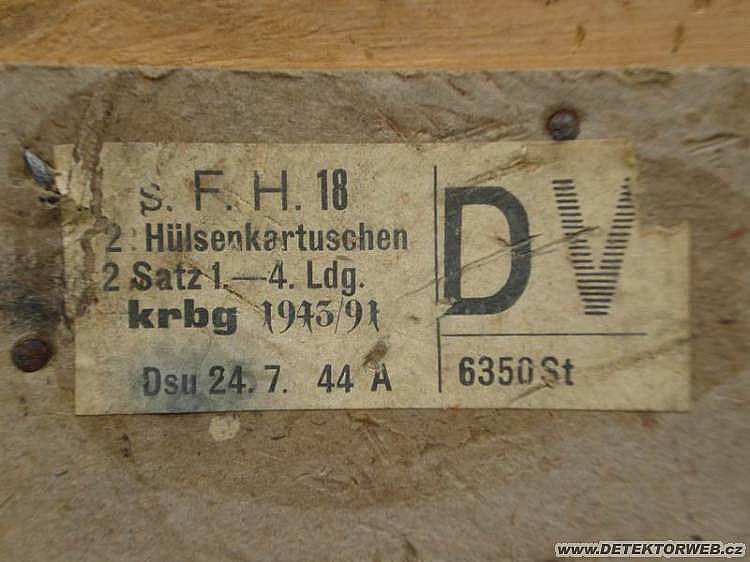 s. F. H. 18
2 Hülsenkartuschen
2 Satz 1.—4. Ldg.
krbg 1943/91
Dsu 24. 7. 44 A
DV
6350 St
www.DETEKTORWEB.cz